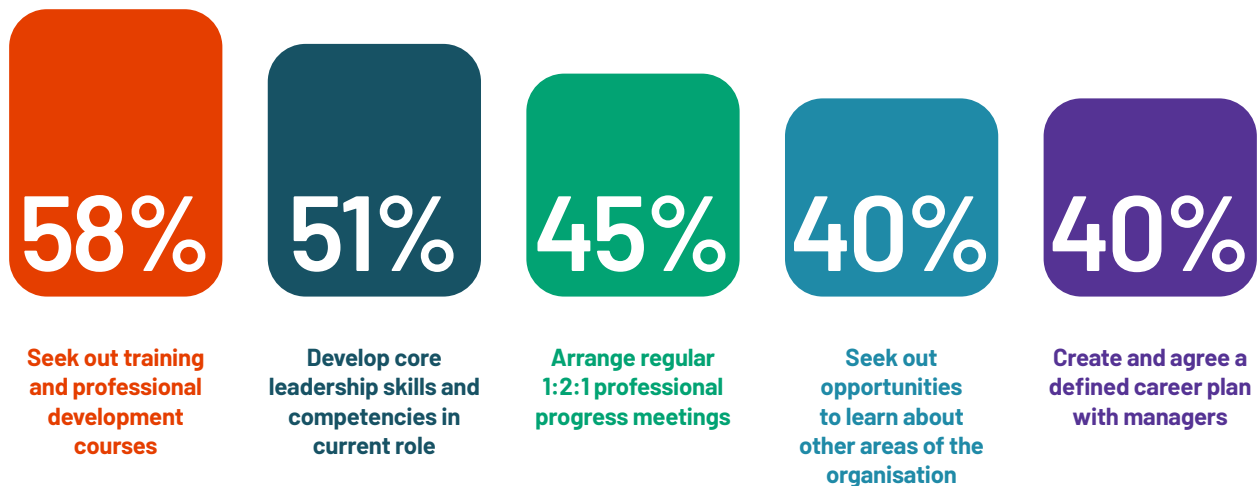 58%
Seek out training
and professional
development
courses
51%
Develop core
leadership skills and
competencies in
current role
45%
Arrange regular
1:2:1 professional
progress meetings
40%
Seek out
opportunities
to learn about
other areas of the
organisation
40%
Create and agree a
defined career plan
with managers